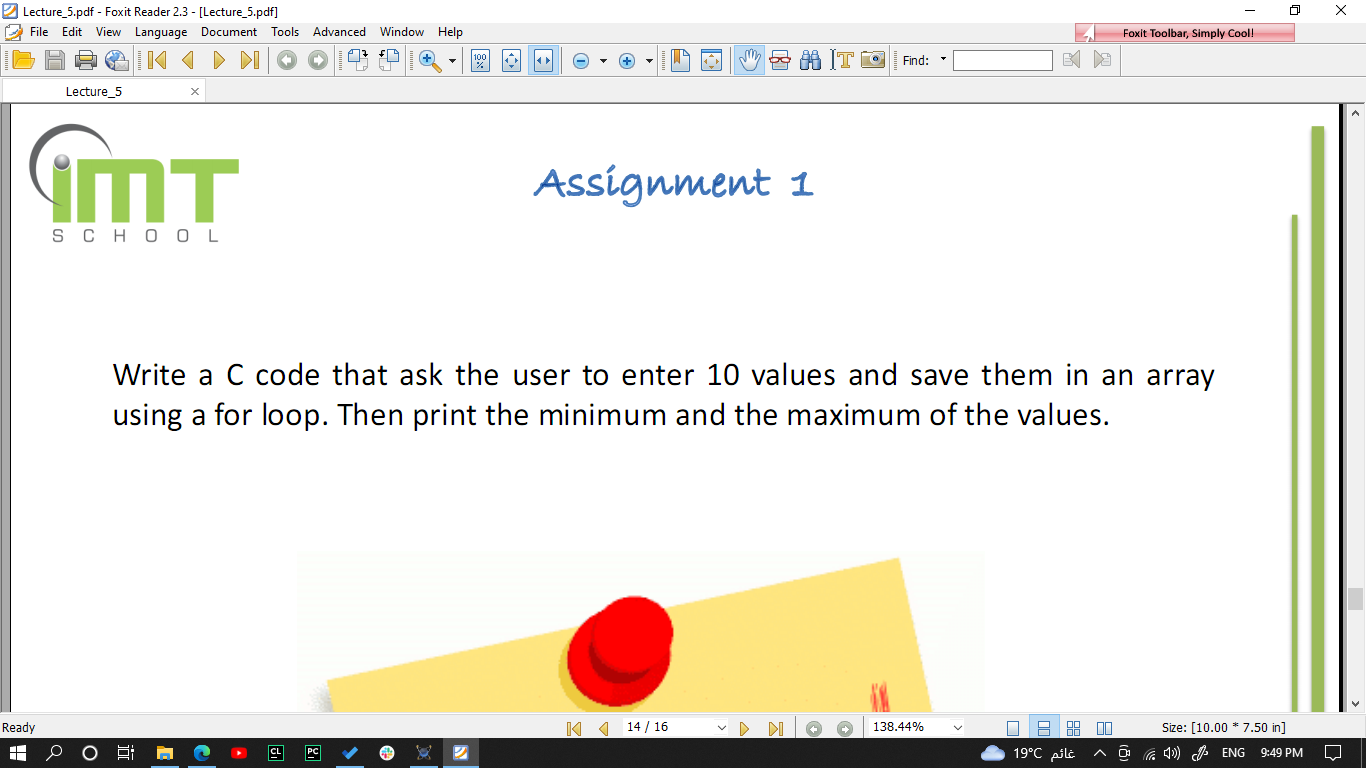 Lecture_5.pdf - Foxit Reader 2.3 - [Lecture_5.pdf]
File Edit View Language Document Tools Advanced Window Help
Foxit Toolbar, Simply Cool!
100 %
Find:
Lecture_5
iMT
SCHOOL
Assignment 1
Write a C code that ask the user to enter 10 values and save them in an array
using a for loop. Then print the minimum and the maximum of the values.
Ready
14 / 16
138.44%
Size: [10.00 * 7.50 in]
CL
PC
19°C غائم
ENG
9:49 PM